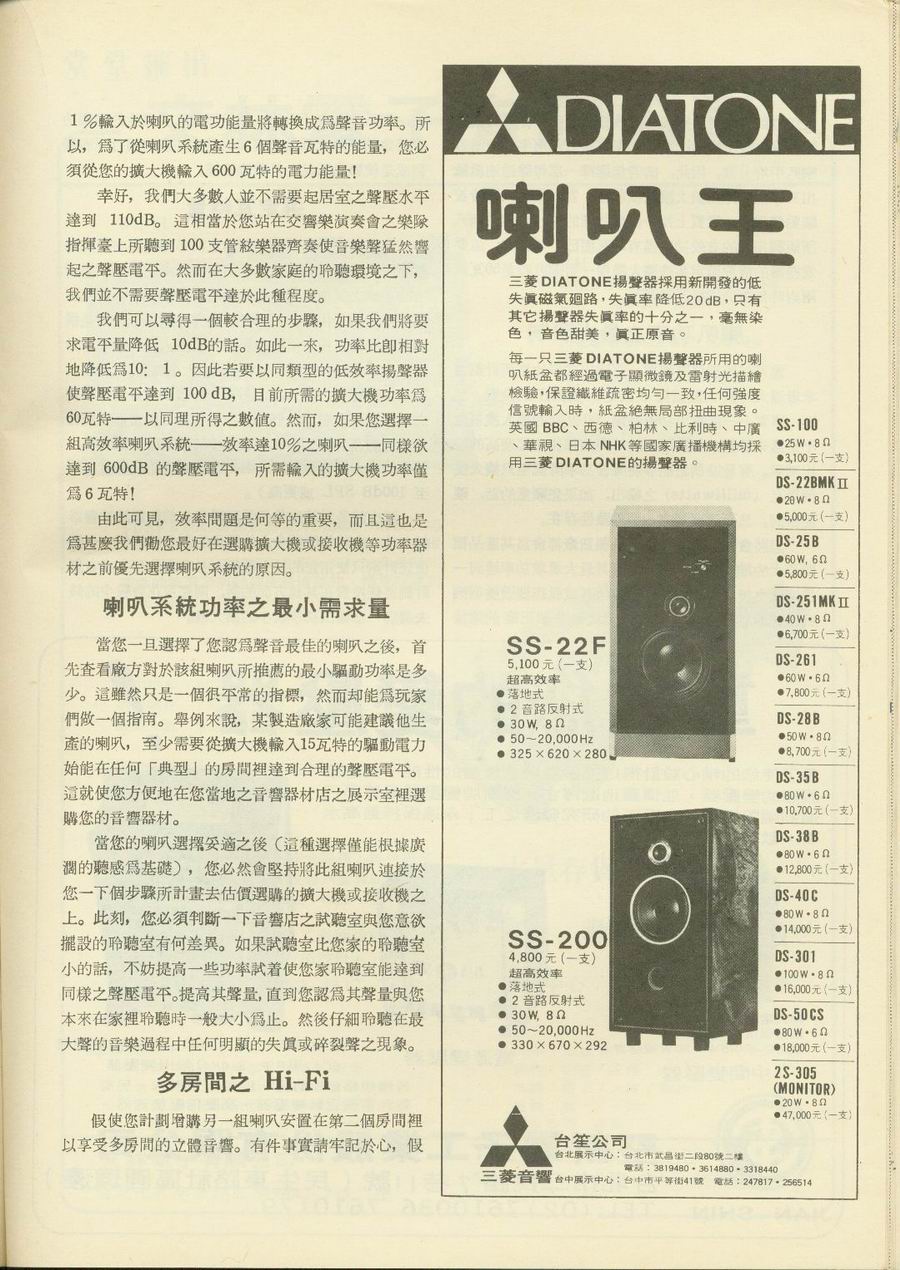 1％輸入於喇叭的電功能量將轉換成爲聲音功率。所
以，爲了從喇叭系統產生6個聲音瓦特的能量，您必
須從您的擴大機輸入600瓦特的電力能量!
幸好，我們大多數人並不需要起居室之聲壓水平
達到 110dB。這相當於您站在交響樂演奏會之樂隊
指揮臺上所聽到100支管絃樂器齊奏使音樂聲猛然響
起之聲壓電平。然而在大多數家庭的聆聽環境之下，
我們並不需要聲壓電平達於此種程度。
我們可以尋得一個較合理的步驟，如果我們將要
求電平量降低 10dB的話。如此一來，功率比卽相對
地降低爲10: 1。因此若要以同類型的低效率揚聲器
使聲壓電平達到100 dB， 目前所需的擴大機功率爲
60瓦特──以同理所得之數値。然而，如果您選擇一
組高效率喇叭系統──效率達10％之喇叭──同樣欲
達到 600dB 的聲壓電平， 所需輸入的擴大機功率僅
爲6瓦特!
由此可見，效率問題是何等的重要，而且這也是
爲甚麼我們勸您最好在選購擴大機或接收機等功率器
材之前優先選擇喇叭系統的原因。
喇叭系統功率之最小需求量
當您一旦選擇了您認爲聲音最佳的喇叭之後，首
先查看廠方對於該組喇叭所推薦的最小驅動功率是多
少。這雖然只是一個很平常的指標，然而却能爲玩家
們做一個指南。舉例來說，某製造廠家可能建議他生
產的喇叭，至少需要從擴大機輸入15瓦特的驅動電力
始能在任何「典型」的房間裡達到合理的聲壓電平。
這就使您方便地在您當地之音響器材店之展示室裡選
購您的音響器材。
當您的喇叭選擇妥適之後（這種選擇僅能根據廣
濶的聽感爲基礎），您必然會堅持將此組喇叭連接於
您一下個步驟所計畫去估價選購的擴大機或接收機之
上。此刻，您必須判斷一下音響店之試聽室與您意欲
擺設的聆聽室有何差異。如果試聽室比您家的聆聽室
小的話，不妨提高一些功率試着使您家聆聽室能達到
同樣之聲壓電平。提高其聲量，直到您認爲其聲量與您
本來在家裡聆聽時一般大小爲止。然後仔細聆聽在最
大聲的音樂過程中任何明顯的失眞或碎裂聲之現象。
多房間之 Hi-Fi
假使您計劃增購另一組喇叭安置在第二個房間裡
以享受多房間的立體音響。有件事實請牢記於心，假
DIATONE
喇叭王
三菱DIATONE揚聲器採用新開發的低
失眞磁氣廻路，失眞率降低20dB，只有
其它揚聲器失眞率的十分之一，毫無染
色，音色甜美，眞正原音。
每一只三菱DIATONE揚聲器所用的喇
叭紙盆都經過電子顯微鏡及雷射光描繪
檢驗，保證纖維疏密均勻一致，任何強度
信號輸入時，紙盆絕無局部扭曲現象。
英國BBC、西德、柏林、比利時、中廣
、華視、日本NHK等國家廣播機構均採
用三菱DIATONE的揚聲器。
SS-22F
5,100元(一支)
超高效率
●落地式
●2音路反射式
●30W, 8Ω
●50～20,000Hz
●325×620×280
SS-200
4,800元(一支)
超高效率
●落地式
●2音路反射式
●30W, 8Ω
●50～20,000Hz
●330×670×292
SS-100
●25W•8Ω
●3,100元(一支)
DS-22BMKⅡ
●20W•8Ω
●5,000元(一支)
DS-25B
●60W, 6Ω
●5,800元(一支)
DS-251MKⅡ
●40W•8Ω
●6,700元(一支)
DS-261
●60W•6Ω
●7,800元(一支)
DS-28B
●50W•8Ω
●8,700元(一支)
DS-35B
●80W•6Ω
●10,700元(一支)
DS-38B
●80W•6Ω
●12,800元(一支)
DS-40C
●80W•8Ω
●14,000元(一支)
DS-301
●100W•8Ω
●16,000元(一支)
DS-50CS
●80W•6Ω
●18,000元(一支)
2S-305
(MONITOR)
●20W•8Ω
●47,000元(一支)
三菱音響
台笙公司
台北展示中心：台北市武昌街二段80號二樓
電話：3819480•3614880•3318440
台中展示中心：台中市平等街41號 電話：247817•256514